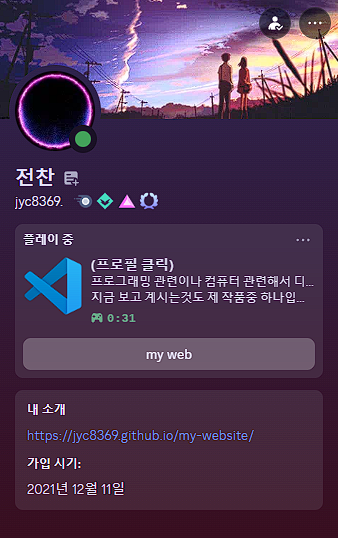 전찬
jyc8369.
플레이 중
(프로필 클릭)
프로그래밍 관련이나 컴퓨터 관련해서 디...
지금 보고 계시는것도 제 작품중 하나입...
0:31
my web
내 소개
https://jyc8369.github.io/my-website/
가입 시기:
2021년 12월 11일